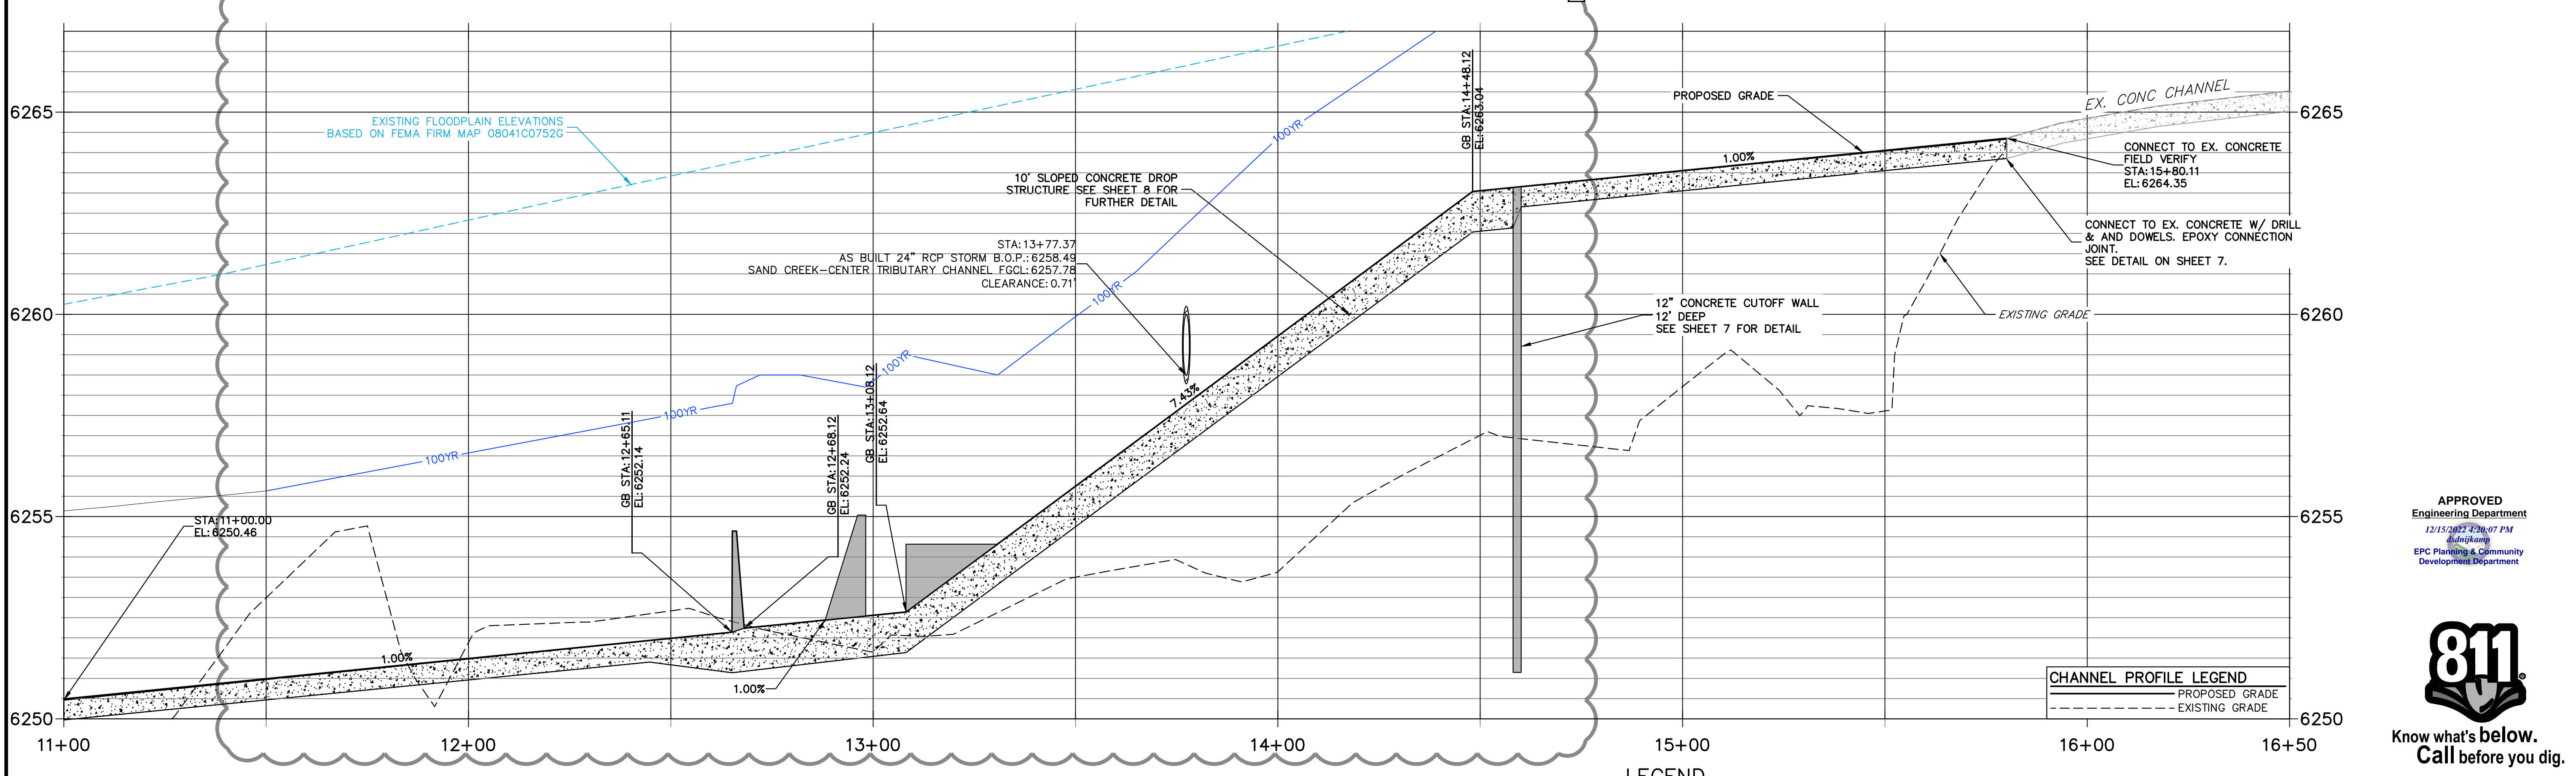 6265
6260
6255
6250
EXISTING FLOODPLAIN ELEVATIONS
BASED ON FEMA FIRM MAP 08041C0752G
STA:11+00.00
EL:6250.46
1.00%
100YR
100YR
GB STA:12+65.11
EL:6252.14
GB STA:12+68.12
EL:6252.24
GB STA:13+08.12
EL:6252.64
1.00%
100YR
100YR
100YR
STA:13+77.37
AS BUILT 24" RCP STORM B.O.P.:6258.49
SAND CREEK-CENTER TRIBUTARY CHANNEL FGCL:6257.78
CLEARANCE:0.71'
10' SLOPED CONCRETE DROP
STRUCTURE SEE SHEET 8 FOR
FURTHER DETAIL
7.43%
GB STA:14+48.12
EL:6263.04
PROPOSED GRADE
1.00%
12" CONCRETE CUTOFF WALL
12' DEEP
SEE SHEET 7 FOR DETAIL
EX. CONC CHANNEL
CONNECT TO EX. CONCRETE
FIELD VERIFY
STA:15+80.11
EL:6264.35
CONNECT TO EX. CONCRETE W/ DRILL
& AND DOWELS. EPOXY CONNECTION
JOINT.
SEE DETAIL ON SHEET 7.
EXISTING GRADE
6265
6260
6255
6250
CHANNEL PROFILE LEGEND
PROPOSED GRADE
EXISTING GRADE
11+00
12+00
13+00
14+00
15+00
16+00
16+50
LEGEND
APPROVED
Engineering Department
12/15/2022 4:20:07 PM
dsdnijkamp
EPC Planning & Community
Development Department
811
Know what's below.
Call before you dig.